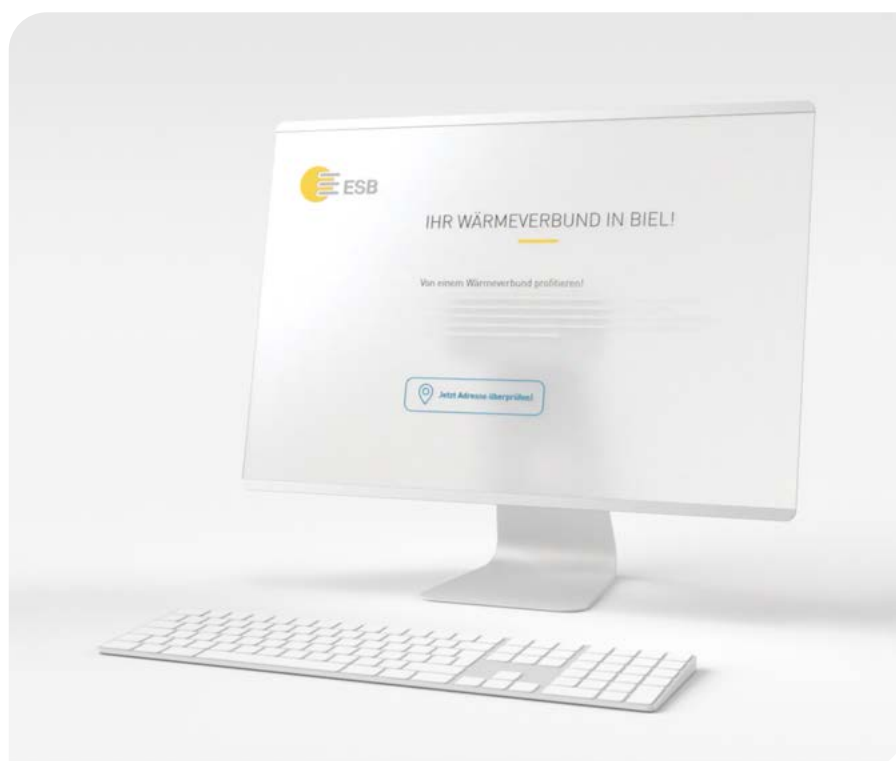 ESB
IHR WÄRMEVERBUND IN BIEL!
Von einem Wärmeverbund profitieren!
Jetzt Adresse überprüfen!